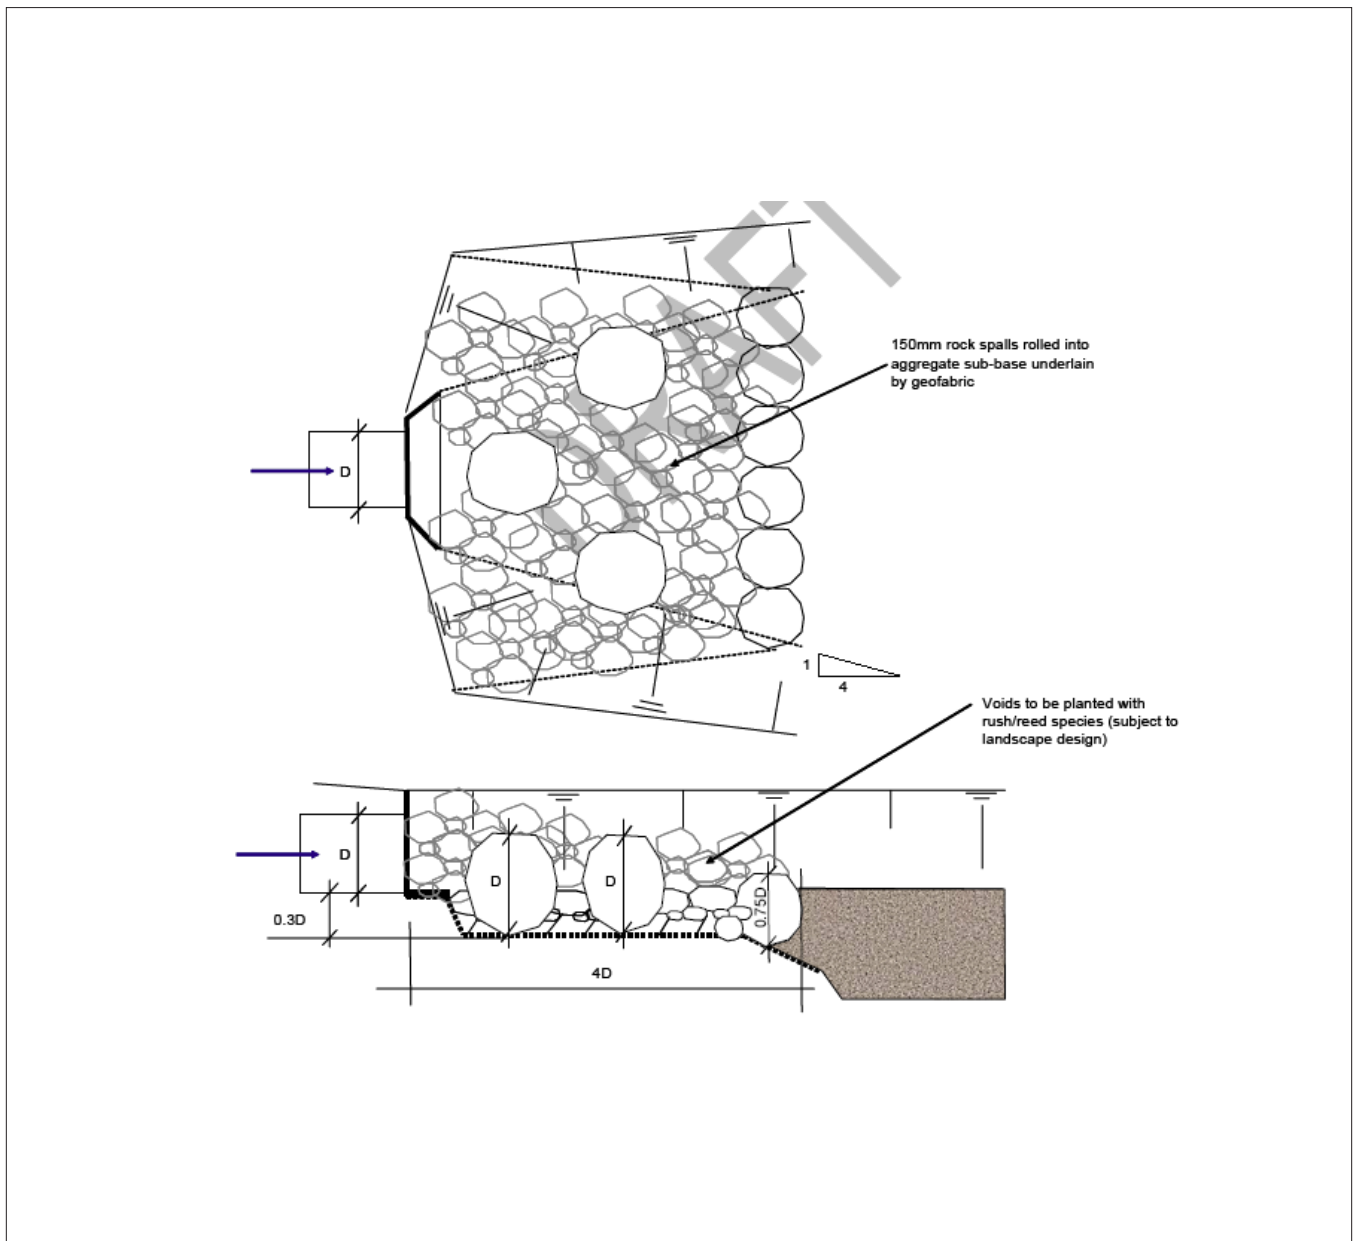 DRAFT
150mm rock spalls rolled into
aggregate sub-base underlain
by geofabric
D
1
4
Voids to be planted with
rush/reed species (subject to
landscape design)
D
D
D
0.75D
0.3D
4D